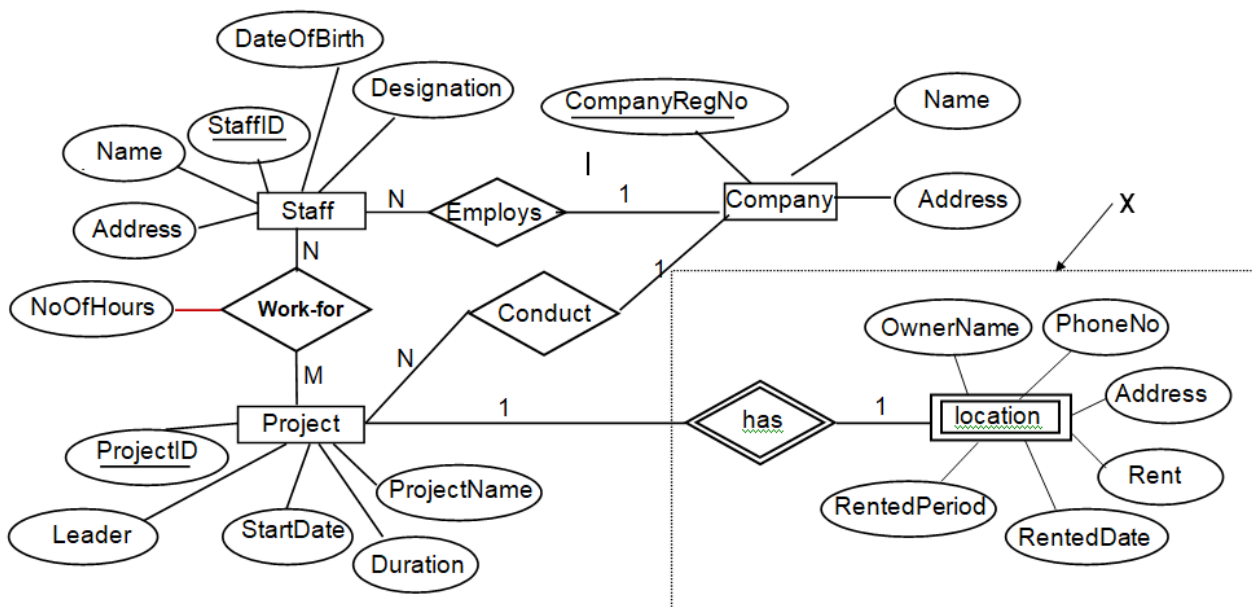 DateOfBirth
Designation
CompanyRegNo
Name
StaffID
Name
Staff
N
Employs
1
Company
Address
Address
N
X
NoOfHours
Work-for
Conduct
1
OwnerName
PhoneNo
N
M
Address
1
has
1
location
Project
ProjectID
Rent
ProjectName
RentedPeriod
Leader
StartDate
RentedDate
Duration